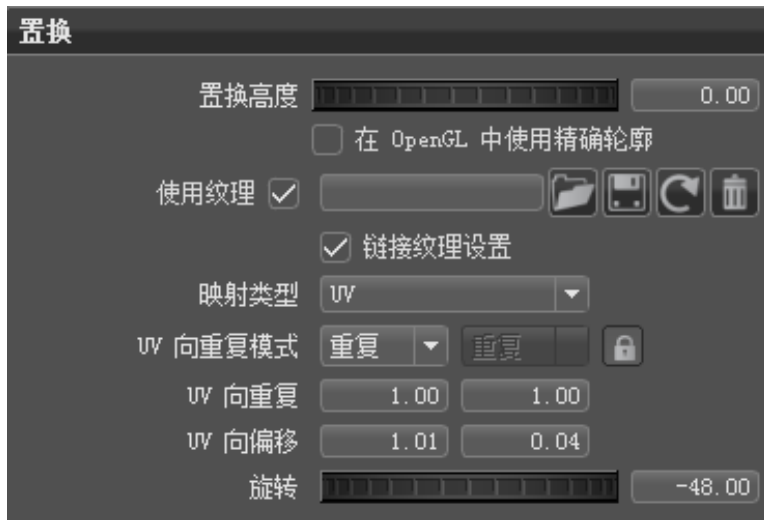 置换
置换高度 0.00
在 OpenGL 中使用精确轮廓
使用纹理
链接纹理设置
映射类型 UV
UV 向重复模式 重复 重复
UV 向重复 1.00 1.00
UV 向偏移 1.01 0.04
旋转 -48.00